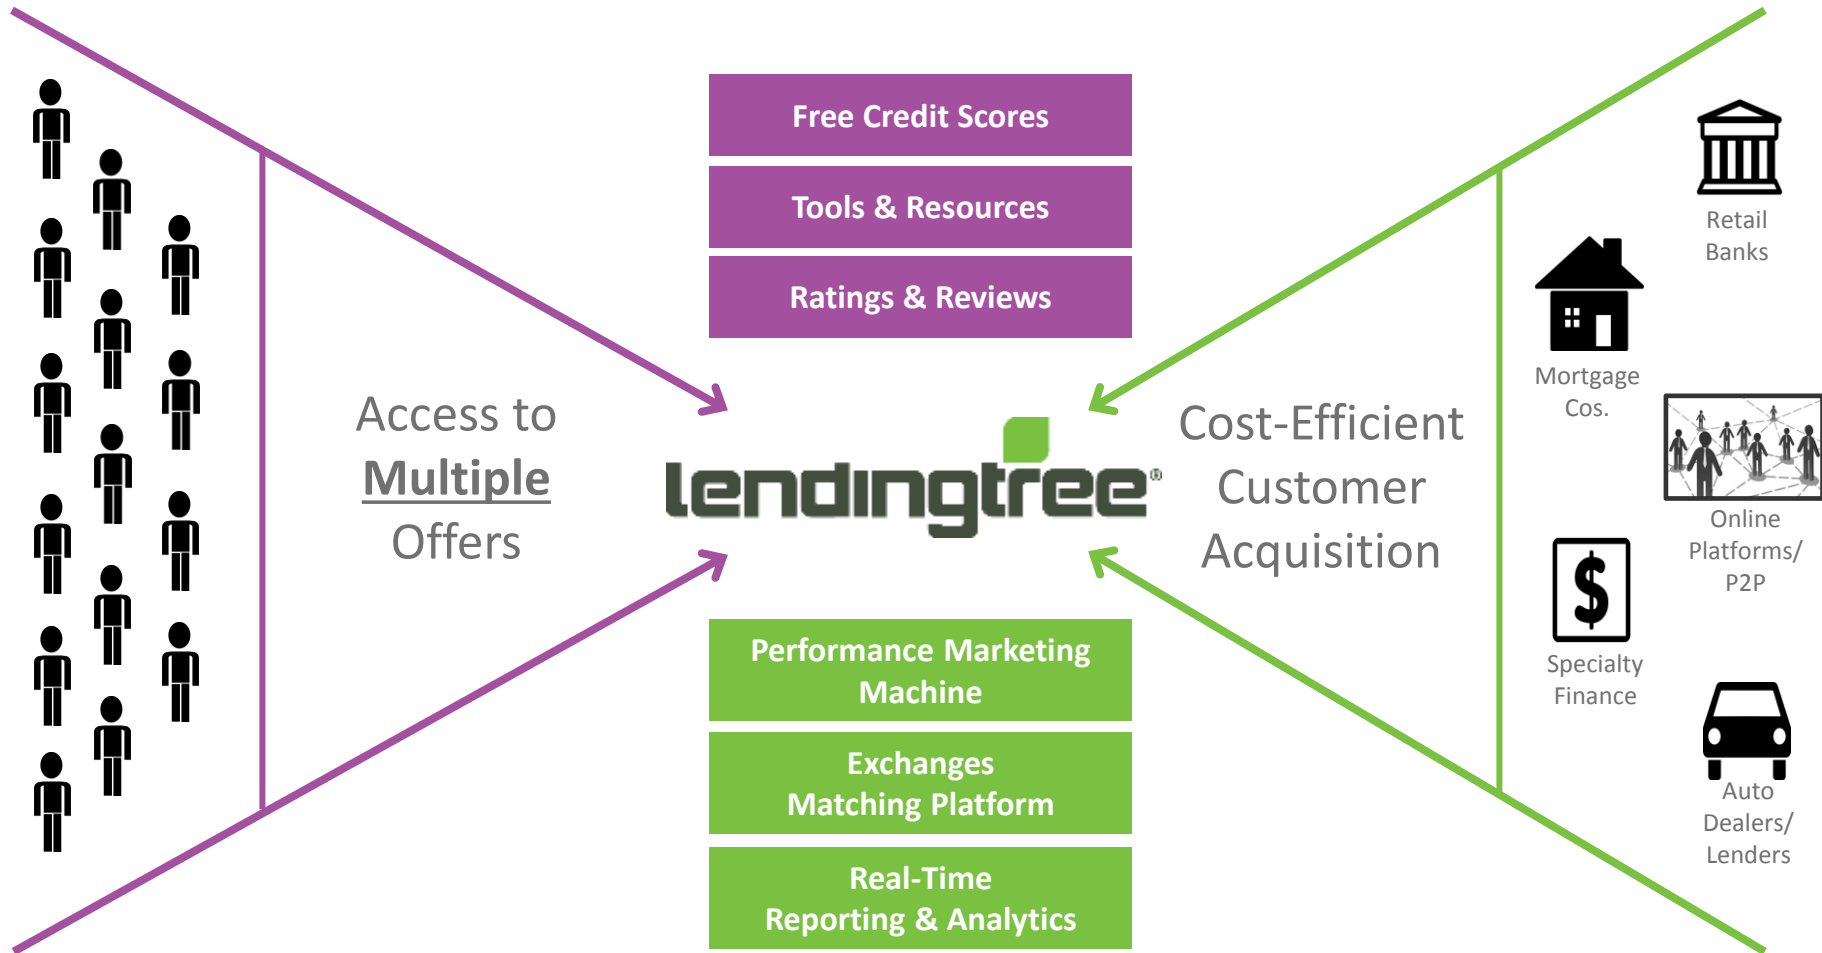 Free Credit Scores
Tools & Resources
Ratings & Reviews
Access to
Multiple
Offers
lendingtree®
Cost-Efficient
Customer
Acquisition
Performance Marketing
Machine
Exchanges
Matching Platform
Real-Time
Reporting & Analytics
Retail
Banks
Mortgage
Cos.
Online
Platforms/
P2P
$
Specialty
Finance
Auto
Dealers/
Lenders